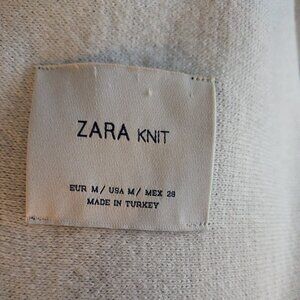 ZARA KNIT
EUR M / USA M / MEX 28
MADE IN TURKEY